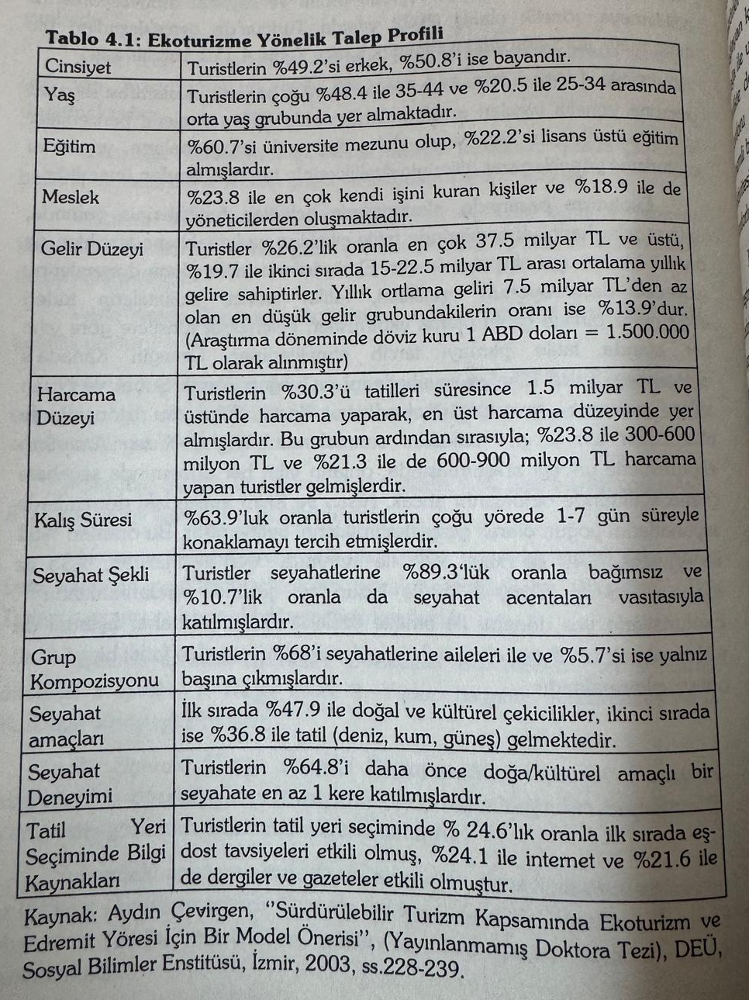 Tablo 4.1: Ekoturizme Yönelik Talep Profili
Cinsiyet
Turistlerin %49.2'si erkek, %50.8'i ise bayandır.
Yaş
Turistlerin çoğu %48.4 ile 35-44 ve %20.5 ile 25-34 arasında
orta yaş grubunda yer almaktadır.
Eğitim
%60.7'si üniversite mezunu olup, %22.2'si lisans üstü eğitim
almışlardır.
Meslek
%23.8 ile en çok kendi işini kuran kişiler ve %18.9 ile de
yöneticilerden oluşmaktadır.
Gelir Düzeyi
Turistler %26.2'lik oranla en çok 37.5 milyar TL ve üstü,
%19.7 ile ikinci sırada 15-22.5 milyar TL arası ortalama yıllık
gelire sahiptirler. Yıllık ortlama geliri 7.5 milyar TL'den az
olan en düşük gelir grubundakilerin oranı ise %13.9'dur.
(Araştırma döneminde döviz kuru 1 ABD doları = 1.500.000
TL olarak alınmıştır)
Harcama
Düzeyi
Turistlerin %30.3'ü tatilleri süresince 1.5 milyar TL ve
üstünde harcama yaparak, en üst harcama düzeyinde yer
almışlardır. Bu grubun ardından sırasıyla; %23.8 ile 300-600
milyon TL ve %21.3 ile de 600-900 milyon TL harcama
yapan turistler gelmişlerdir.
Kalış Süresi
%63.9'luk oranla turistlerin çoğu yörede 1-7 gün süreyle
konaklamayı tercih etmişlerdir.
Seyahat Şekli
Turistler seyahatlerine %89.3'lük oranla bağımsız ve
%10.7'lik oranla da seyahat acentaları vasıtasıyla
katılmışlardır.
Grup
Kompozisyonu
Turistlerin %68'i seyahatlerine aileleri ile ve %5.7'si ise yalnız
başına çıkmışlardır.
Seyahat
amaçları
İlk sırada %47.9 ile doğal ve kültürel çekicilikler, ikinci sırada
ise %36.8 ile tatil (deniz, kum, güneş) gelmektedir.
Seyahat
Deneyimi
Turistlerin %64.8'i daha önce doğa/kültürel amaçlı bir
seyahate en az 1 kere katılmışlardır.
Tatil Yeri
Seçiminde Bilgi
Kaynakları
Turistlerin tatil yeri seçiminde % 24.6'lık oranla ilk sırada eş-
dost tavsiyeleri etkili olmuş, %24.1 ile internet ve %21.6 ile
de dergiler ve gazeteler etkili olmuştur.
Kaynak: Aydın Çevirgen, "Sürdürülebilir Turizm Kapsamında Ekoturizm ve
Edremit Yöresi İçin Bir Model Önerisi", (Yayınlanmamış Doktora Tezi), DEÜ,
Sosyal Bilimler Enstitüsü, İzmir, 2003, ss.228-239.